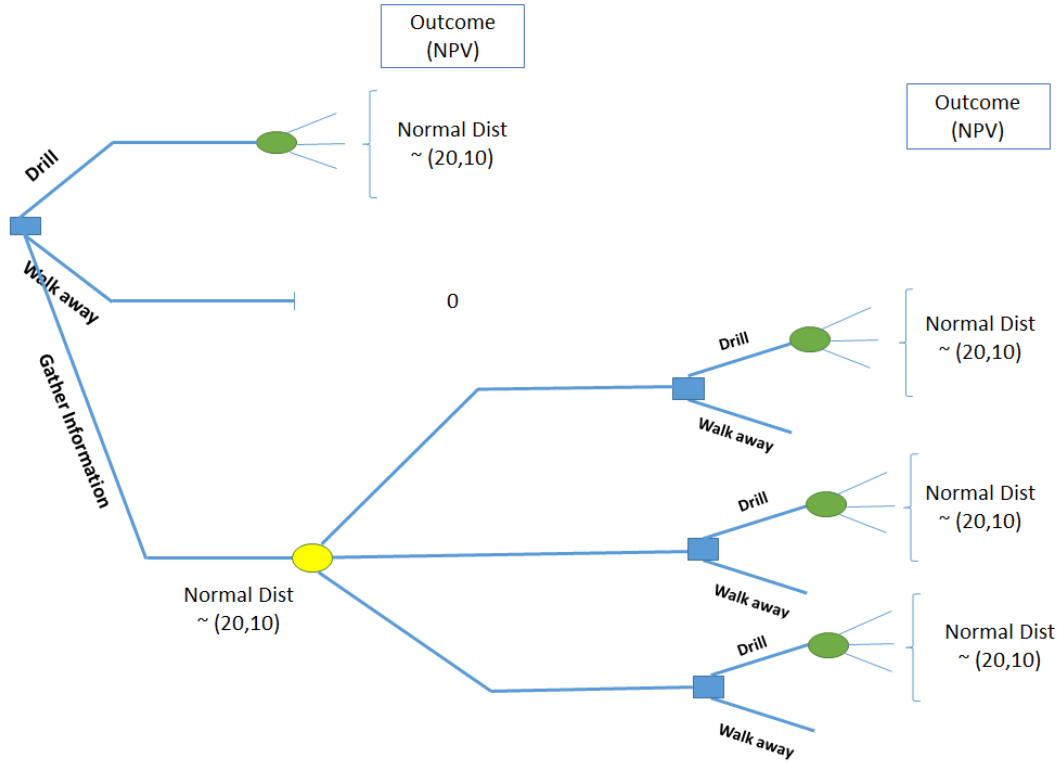 Outcome
(NPV)
Outcome
(NPV)
Drill
Normal Dist
~ (20,10)
Walk away
0
Gather Information
Normal Dist
~ (20,10)
Drill
Normal Dist
~ (20,10)
Walk away
Drill
Normal Dist
~ (20,10)
Walk away
Drill
Normal Dist
~ (20,10)
Walk away